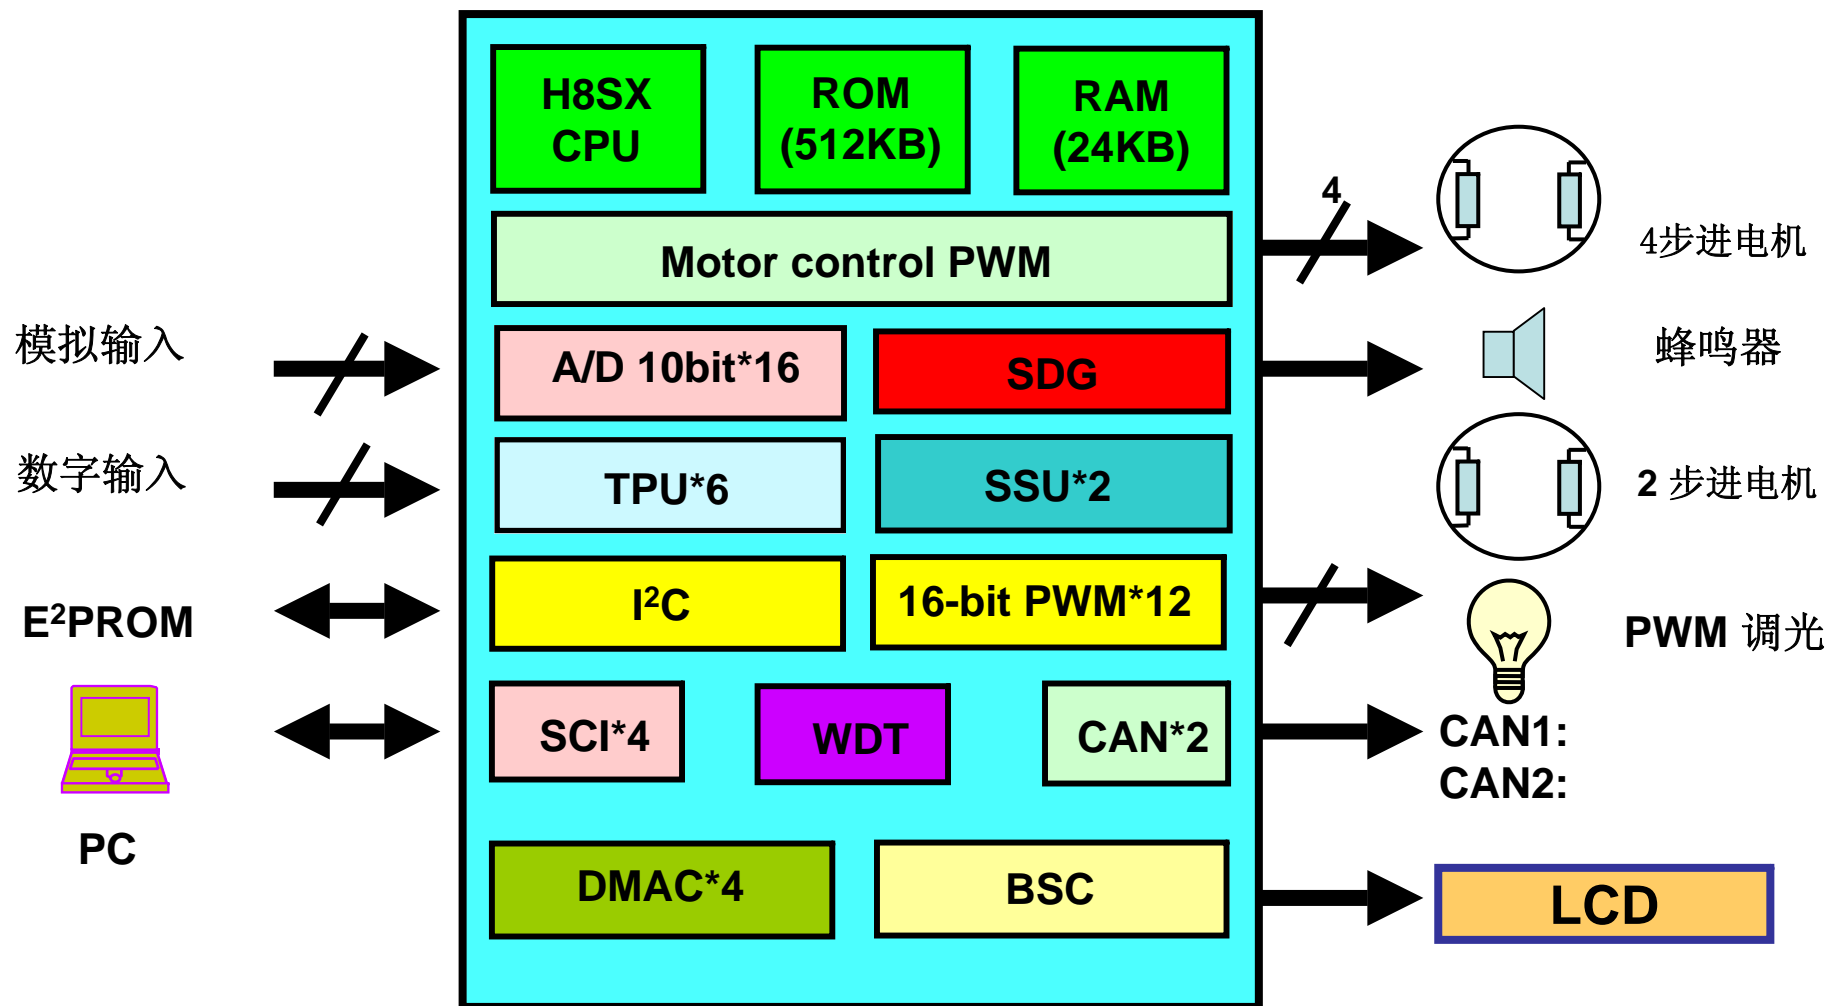 H8SX
CPU
ROM
(512KB)
RAM
(24KB)
Motor control PWM
4
4步进电机
模拟输入
A/D 10bit*16
SDG
蜂鸣器
数字输入
TPU*6
SSU*2
2 步进电机
E²PROM
I²C
16-bit PWM*12
PWM 调光
SCI*4
WDT
CAN*2
CAN1:
CAN2:
PC
DMAC*4
BSC
LCD